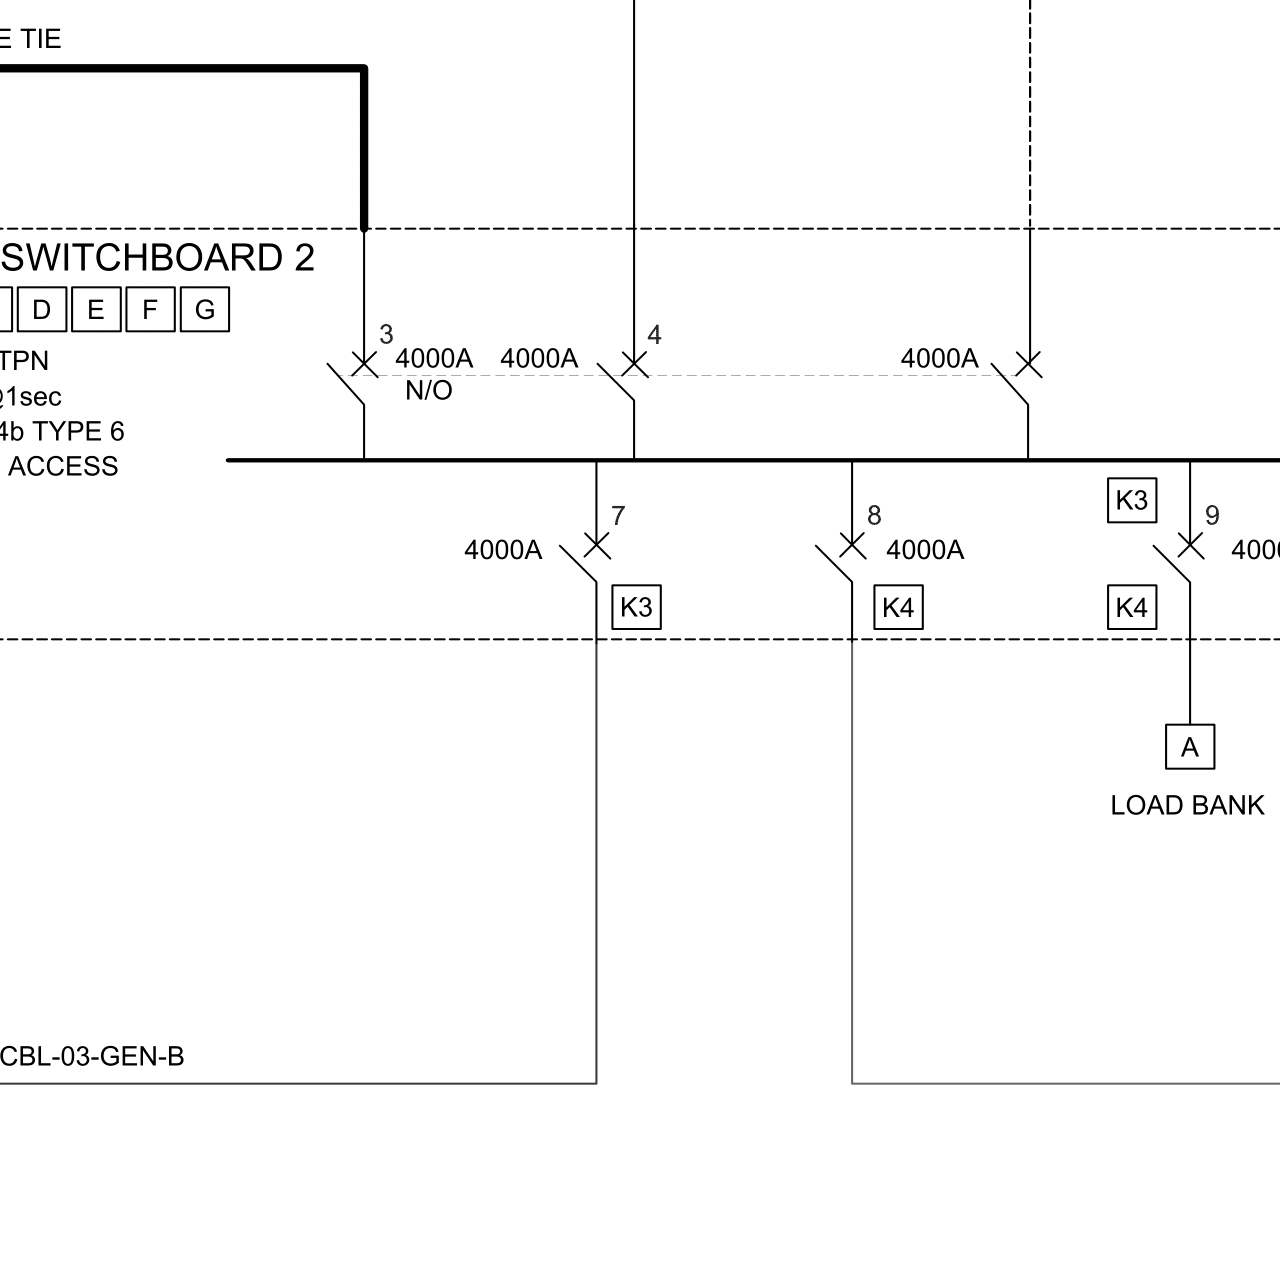 E TIE
SWITCHBOARD 2
D E F G
TPN
@1sec
4b TYPE 6
ACCESS
3
4000A
N/O
4000A
4
4000A
7
4000A
K3
8
4000A
K4
K3
9
400
K4
A
LOAD BANK
CBL-03-GEN-B